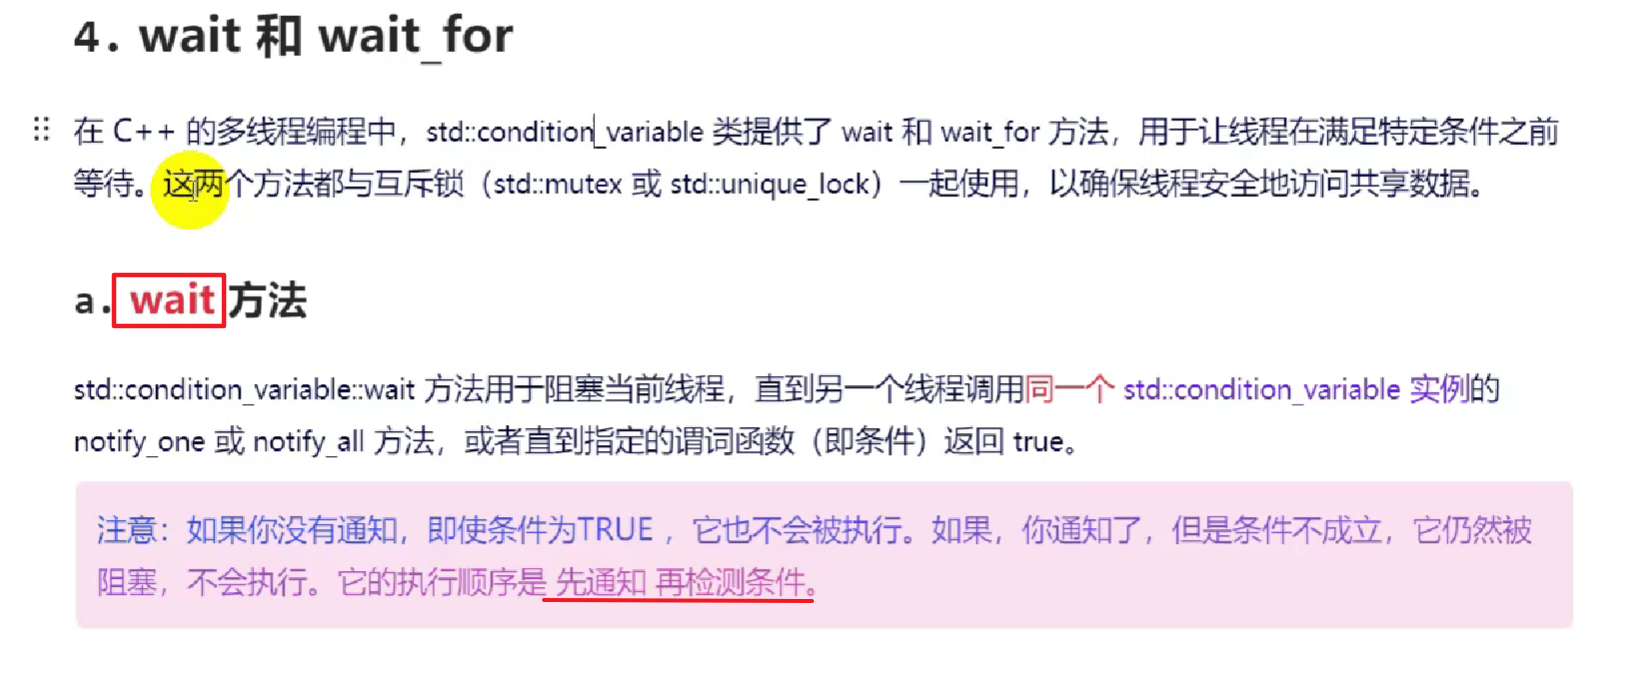 4. wait 和 wait_for
在 C++ 的多线程编程中，std::condition_variable 类提供了 wait 和 wait_for 方法，用于让线程在满足特定条件之前
等待。这两个方法都与互斥锁（std::mutex 或 std::unique_lock）一起使用，以确保线程安全地访问共享数据。
a. wait 方法
std::condition_variable::wait 方法用于阻塞当前线程，直到另一个线程调用同一个 std::condition_variable 实例的
notify_one 或 notify_all 方法，或者直到指定的谓词函数（即条件）返回 true。
注意：如果你没有通知，即使条件为TRUE ，它也不会被执行。如果，你通知了，但是条件不成立，它仍然被
阻塞，不会执行。它的执行顺序是 先通知 再检测条件。